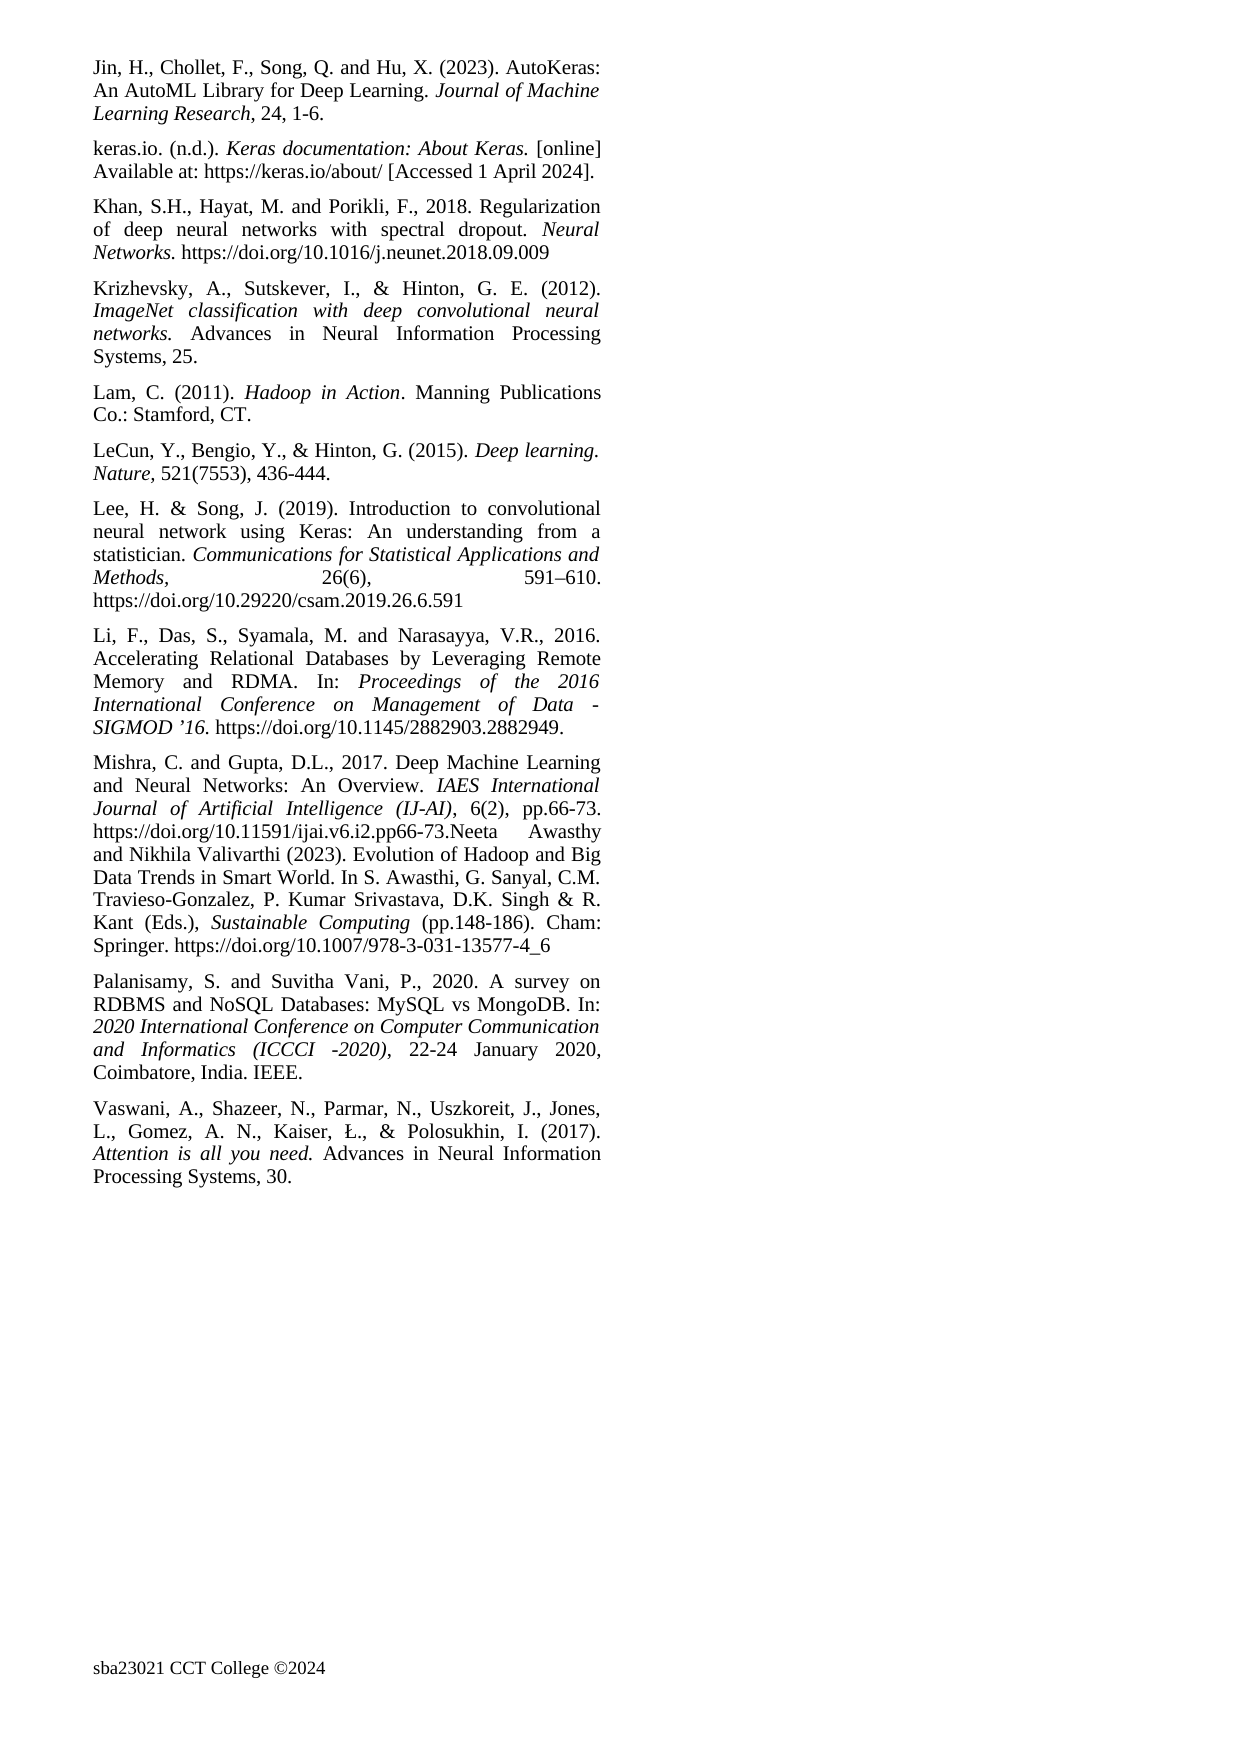 Jin, H., Chollet, F., Song, Q. and Hu, X. (2023). AutoKeras:
An AutoML Library for Deep Learning. Journal of Machine
Learning Research, 24, 1-6.
keras.io. (n.d.). Keras documentation: About Keras. [online]
Available at: https://keras.io/about/ [Accessed 1 April 2024].
Khan, S.H., Hayat, M. and Porikli, F., 2018. Regularization
of deep neural networks with spectral dropout. Neural
Networks. https://doi.org/10.1016/j.neunet.2018.09.009
Krizhevsky, A., Sutskever, I., & Hinton, G. E. (2012).
ImageNet classification with deep convolutional neural
networks. Advances in Neural Information Processing
Systems, 25.
Lam, C. (2011). Hadoop in Action. Manning Publications
Co.: Stamford, CT.
LeCun, Y., Bengio, Y., & Hinton, G. (2015). Deep learning.
Nature, 521(7553), 436-444.
Lee, H. & Song, J. (2019). Introduction to convolutional
neural network using Keras: An understanding from a
statistician. Communications for Statistical Applications and
Methods, 26(6), 591–610.
https://doi.org/10.29220/csam.2019.26.6.591
Li, F., Das, S., Syamala, M. and Narasayya, V.R., 2016.
Accelerating Relational Databases by Leveraging Remote
Memory and RDMA. In: Proceedings of the 2016
International Conference on Management of Data -
SIGMOD ’16. https://doi.org/10.1145/2882903.2882949.
Mishra, C. and Gupta, D.L., 2017. Deep Machine Learning
and Neural Networks: An Overview. IAES International
Journal of Artificial Intelligence (IJ-AI), 6(2), pp.66-73.
https://doi.org/10.11591/ijai.v6.i2.pp66-73.Neeta Awasthy
and Nikhila Valivarthi (2023). Evolution of Hadoop and Big
Data Trends in Smart World. In S. Awasthi, G. Sanyal, C.M.
Travieso-Gonzalez, P. Kumar Srivastava, D.K. Singh & R.
Kant (Eds.), Sustainable Computing (pp.148-186). Cham:
Springer. https://doi.org/10.1007/978-3-031-13577-4_6
Palanisamy, S. and Suvitha Vani, P., 2020. A survey on
RDBMS and NoSQL Databases: MySQL vs MongoDB. In:
2020 International Conference on Computer Communication
and Informatics (ICCCI -2020), 22-24 January 2020,
Coimbatore, India. IEEE.
Vaswani, A., Shazeer, N., Parmar, N., Uszkoreit, J., Jones,
L., Gomez, A. N., Kaiser, Ł., & Polosukhin, I. (2017).
Attention is all you need. Advances in Neural Information
Processing Systems, 30.
sba23021 CCT College ©2024